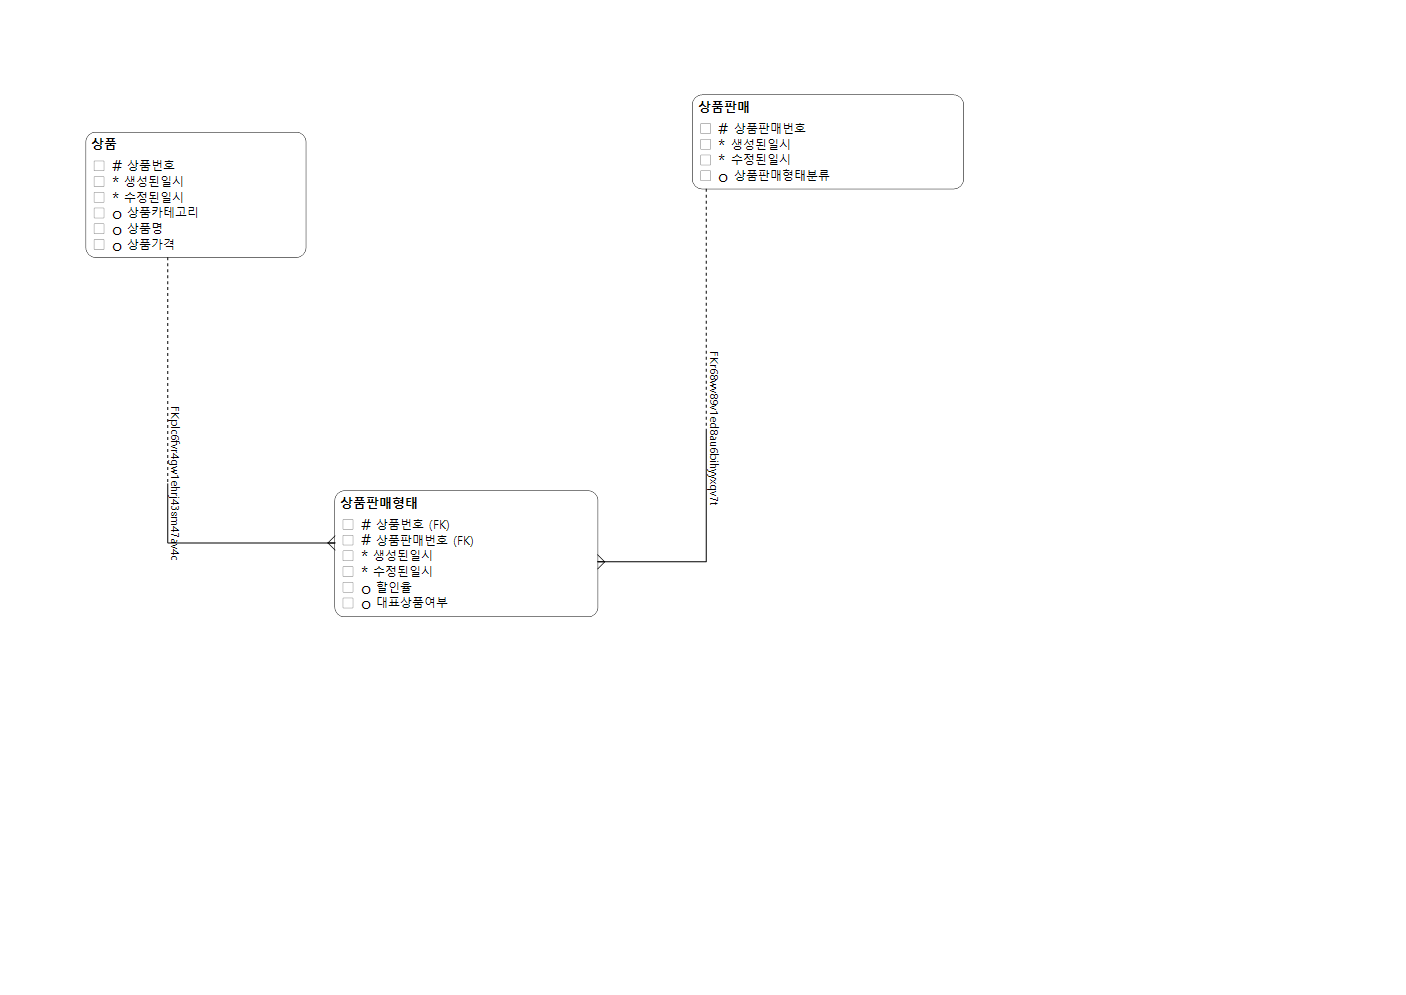 상품
# 상품번호
* 생성된일시
* 수정된일시
o 상품카테고리
o 상품명
o 상품가격
상품판매
# 상품판매번호
* 생성된일시
* 수정된일시
o 상품판매형태분류
FKr68wv89v1ed8au6bihyyxqv7t
FKplc6fvr4gw1ehrj43sm47av4c
상품판매형태
# 상품번호 (FK)
# 상품판매번호 (FK)
* 생성된일시
* 수정된일시
o 할인율
o 대표상품여부